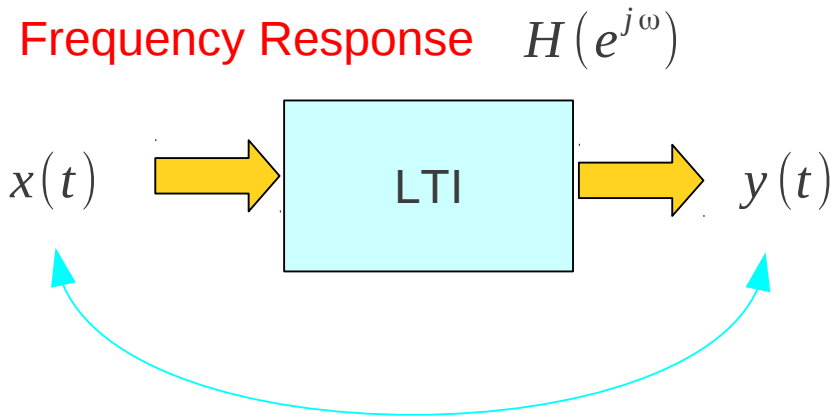 Frequency Response H(e^{jω})
x(t) LTI y(t)